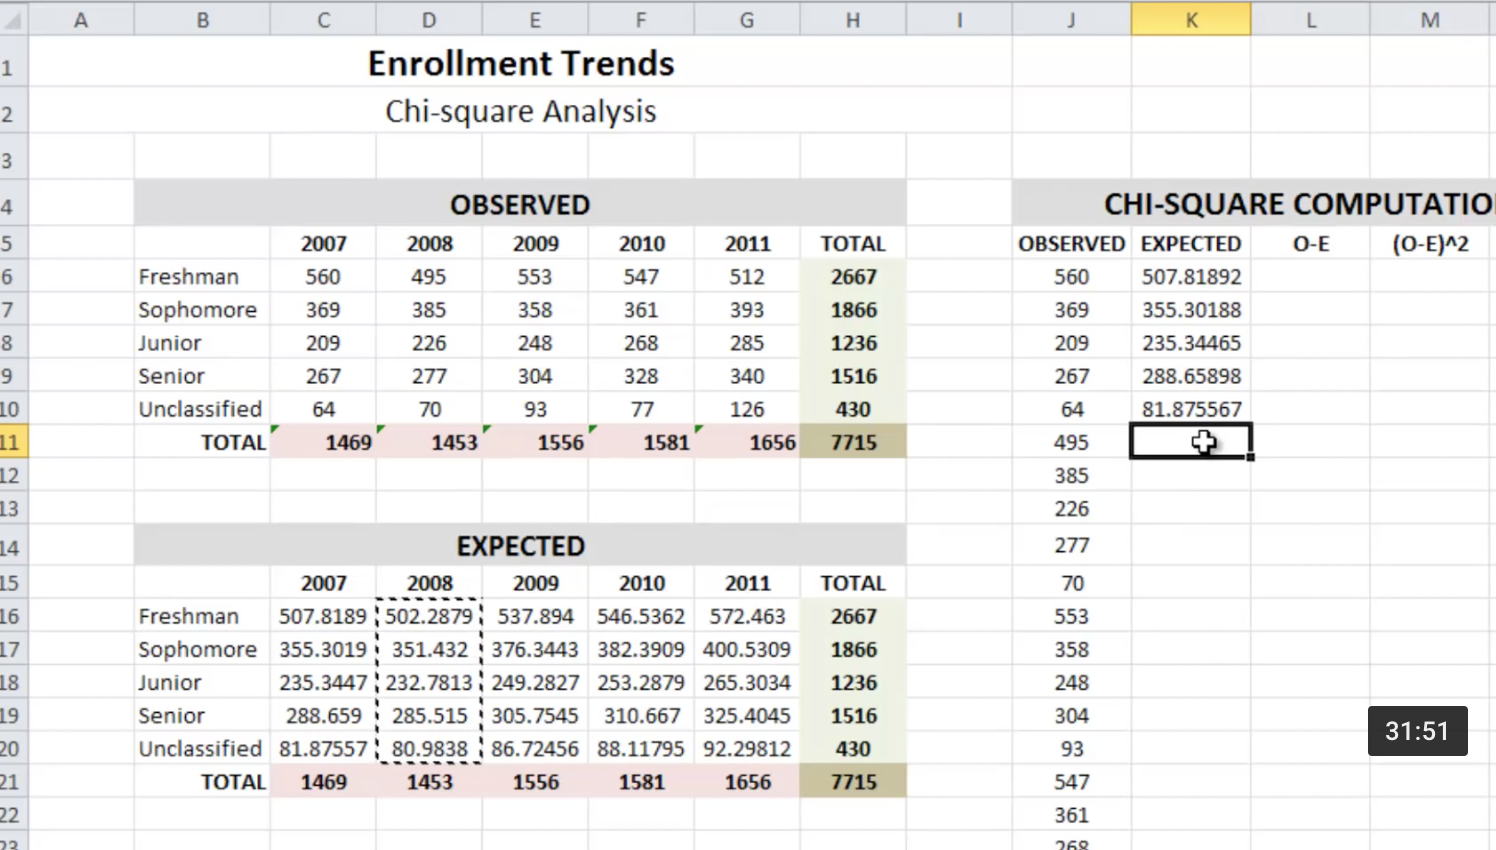 A B C D E F G H I J K L M
1 Enrollment Trends
2 Chi-square Analysis
3
4 OBSERVED CHI-SQUARE COMPUTATIO
5 2007 2008 2009 2010 2011 TOTAL OBSERVED EXPECTED O-E (O-E)^2
6 Freshman 560 495 553 547 512 2667 560 507.81892
7 Sophomore 369 385 358 361 393 1866 369 355.30188
8 Junior 209 226 248 268 285 1236 209 235.34465
9 Senior 267 277 304 328 340 1516 267 288.65898
10 Unclassified 64 70 93 77 126 430 64 81.875567
11 TOTAL 1469 1453 1556 1581 1656 7715 495
12 385
13 226
14 EXPECTED 277
15 2007 2008 2009 2010 2011 TOTAL 70
16 Freshman 507.8189 502.2879 537.894 546.5362 572.463 2667 553
17 Sophomore 355.3019 351.432 376.3443 382.3909 400.5309 1866 358
18 Junior 235.3447 232.7813 249.2827 253.2879 265.3034 1236 248
19 Senior 288.659 285.515 305.7545 310.667 325.4045 1516 304
31:51
20 Unclassified 81.87557 80.9838 86.72456 88.11795 92.29812 430 93
21 TOTAL 1469 1453 1556 1581 1656 7715 547
22 361
23 268